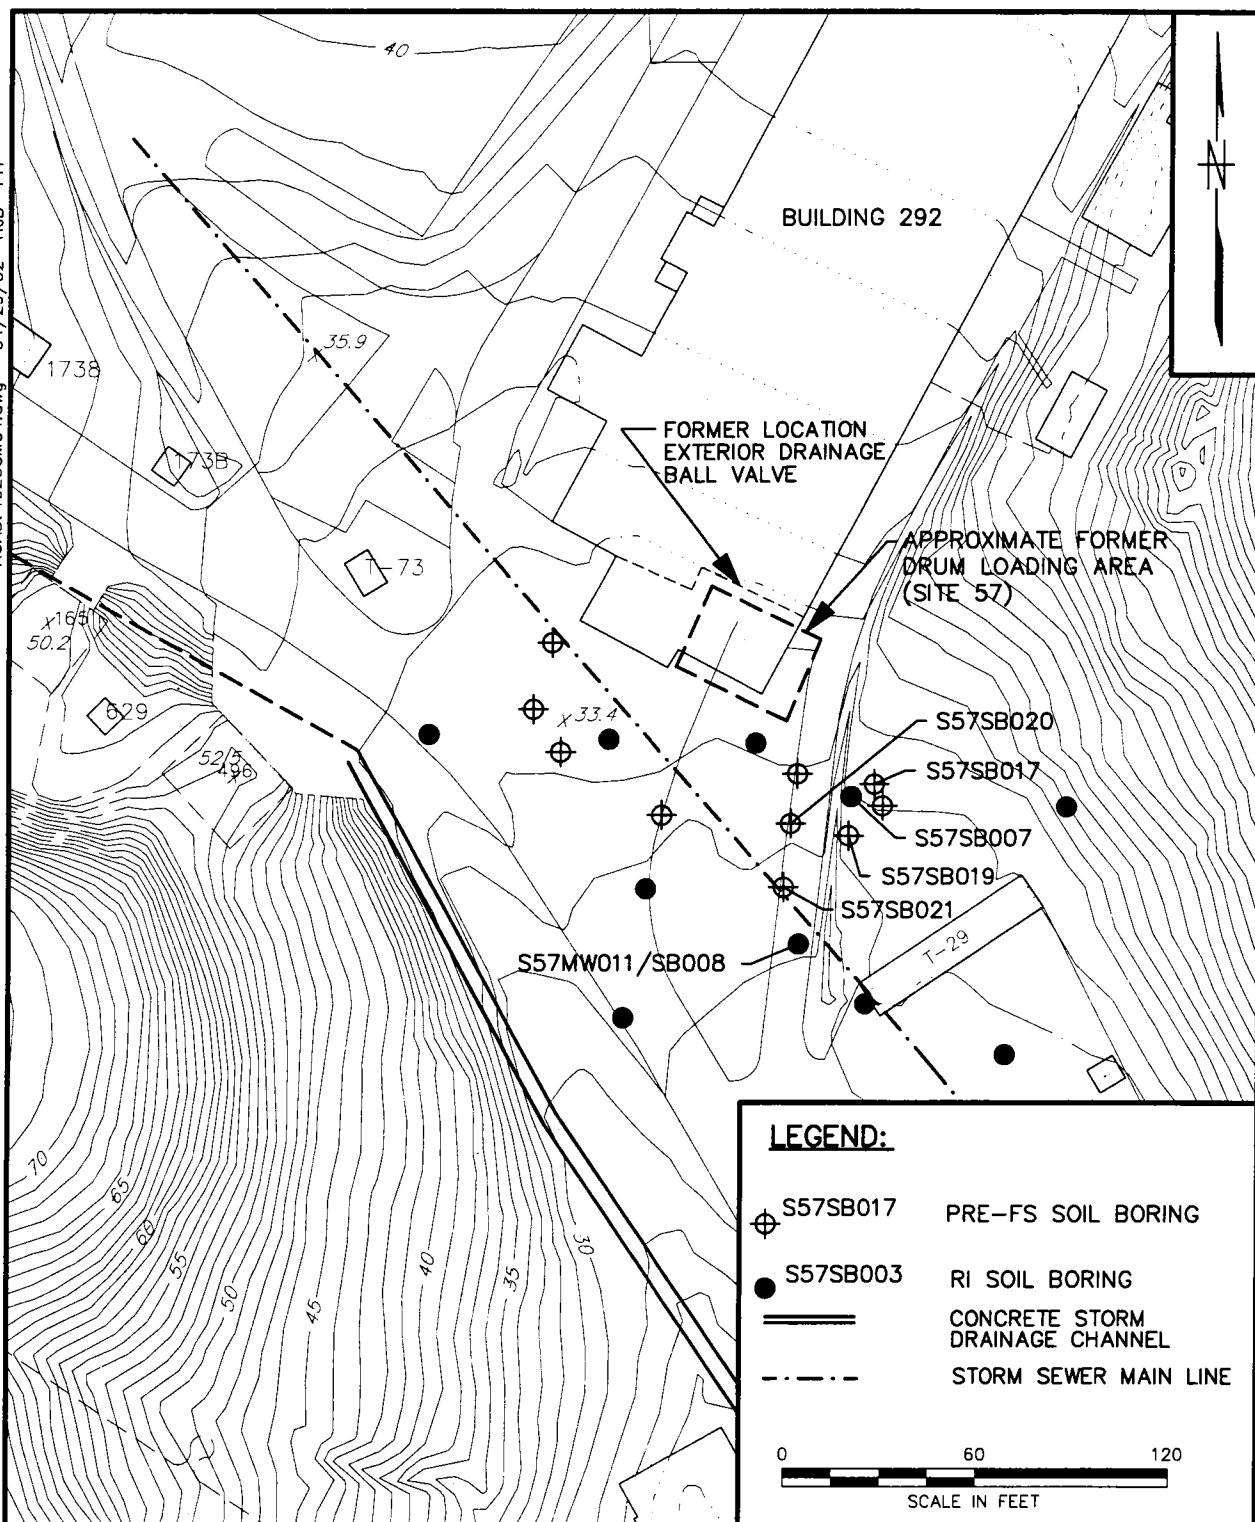 40
N
BUILDING 292
35.9
1738
173B
FORMER LOCATION
EXTERIOR DRAINAGE
BALL VALVE
APPROXIMATE FORMER
DRUM LOADING AREA
(SITE 57)
T-73
165
50.2
629
33.4
52.5
496
S57SB020
S57SB017
S57SB007
S57SB019
S57SB021
S57MW011/SB008
T-29
70
65
60
55
50
45
40
35
30
LEGEND:
S57SB017 PRE-FS SOIL BORING
S57SB003 RI SOIL BORING
CONCRETE STORM
DRAINAGE CHANNEL
STORM SEWER MAIN LINE
0 60 120
SCALE IN FEET